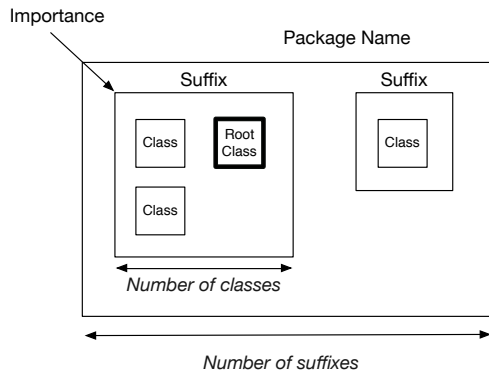 Importance
Package Name
Suffix
Suffix
Class
Root
Class
Class
Class
Number of classes
Number of suffixes